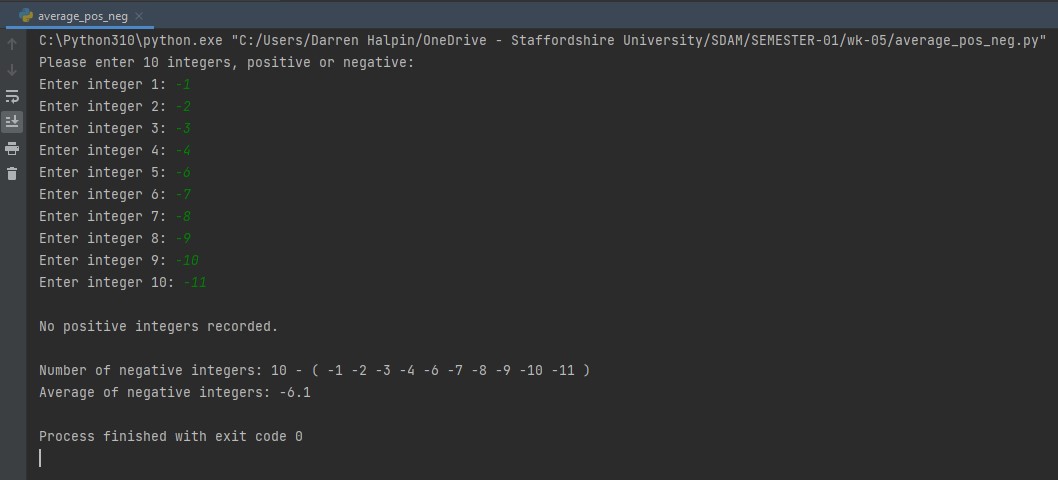 average_pos_neg
C:\Python310\python.exe "C:/Users/Darren Halpin/OneDrive - Staffordshire University/SDAM/SEMESTER-01/wk-05/average_pos_neg.py"
Please enter 10 integers, positive or negative:
Enter integer 1: -1
Enter integer 2: -2
Enter integer 3: -3
Enter integer 4: -4
Enter integer 5: -6
Enter integer 6: -7
Enter integer 7: -8
Enter integer 8: -9
Enter integer 9: -10
Enter integer 10: -11
No positive integers recorded.
Number of negative integers: 10 - ( -1 -2 -3 -4 -6 -7 -8 -9 -10 -11 )
Average of negative integers: -6.1
Process finished with exit code 0